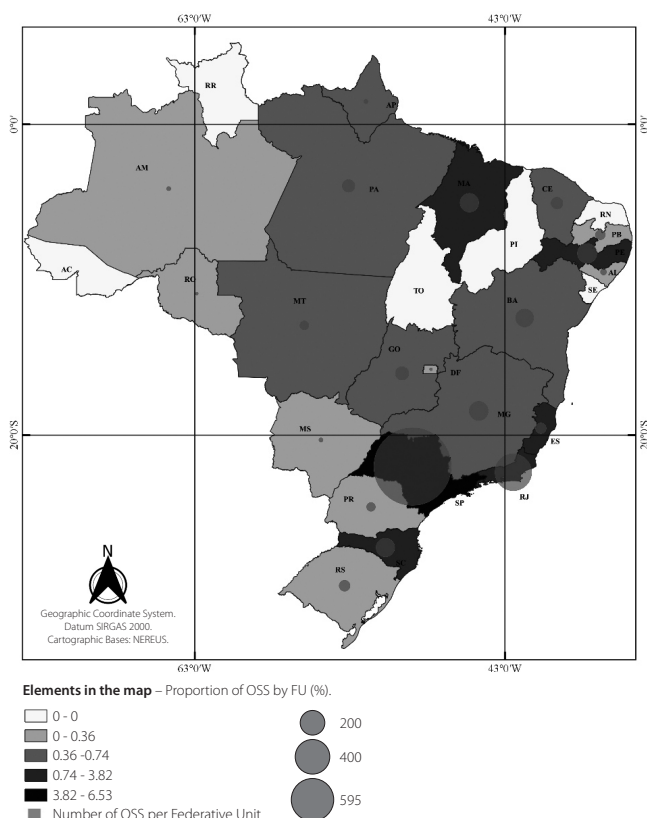 63°0'W 43°0'W
RR
AP
0°0' 0°0'
AM
PA
MA
CE
RN
PB
PI
PE
AC
AL
RO
TO
SE
MT
BA
GO
DF
MS
MG
20°0'S 20°0'S
ES
SP
RJ
PR
N
RS
Geographic Coordinate System.
Datum SIRGAS 2000.
Cartographic Bases: NEREUS.
63°0'W 43°0'W
Elements in the map – Proportion of OSS by FU (%).
0 - 0
0 - 0.36
0.36 -0.74
0.74 - 3.82
3.82 - 6.53
Number of OSS per Federative Unit
200
400
595